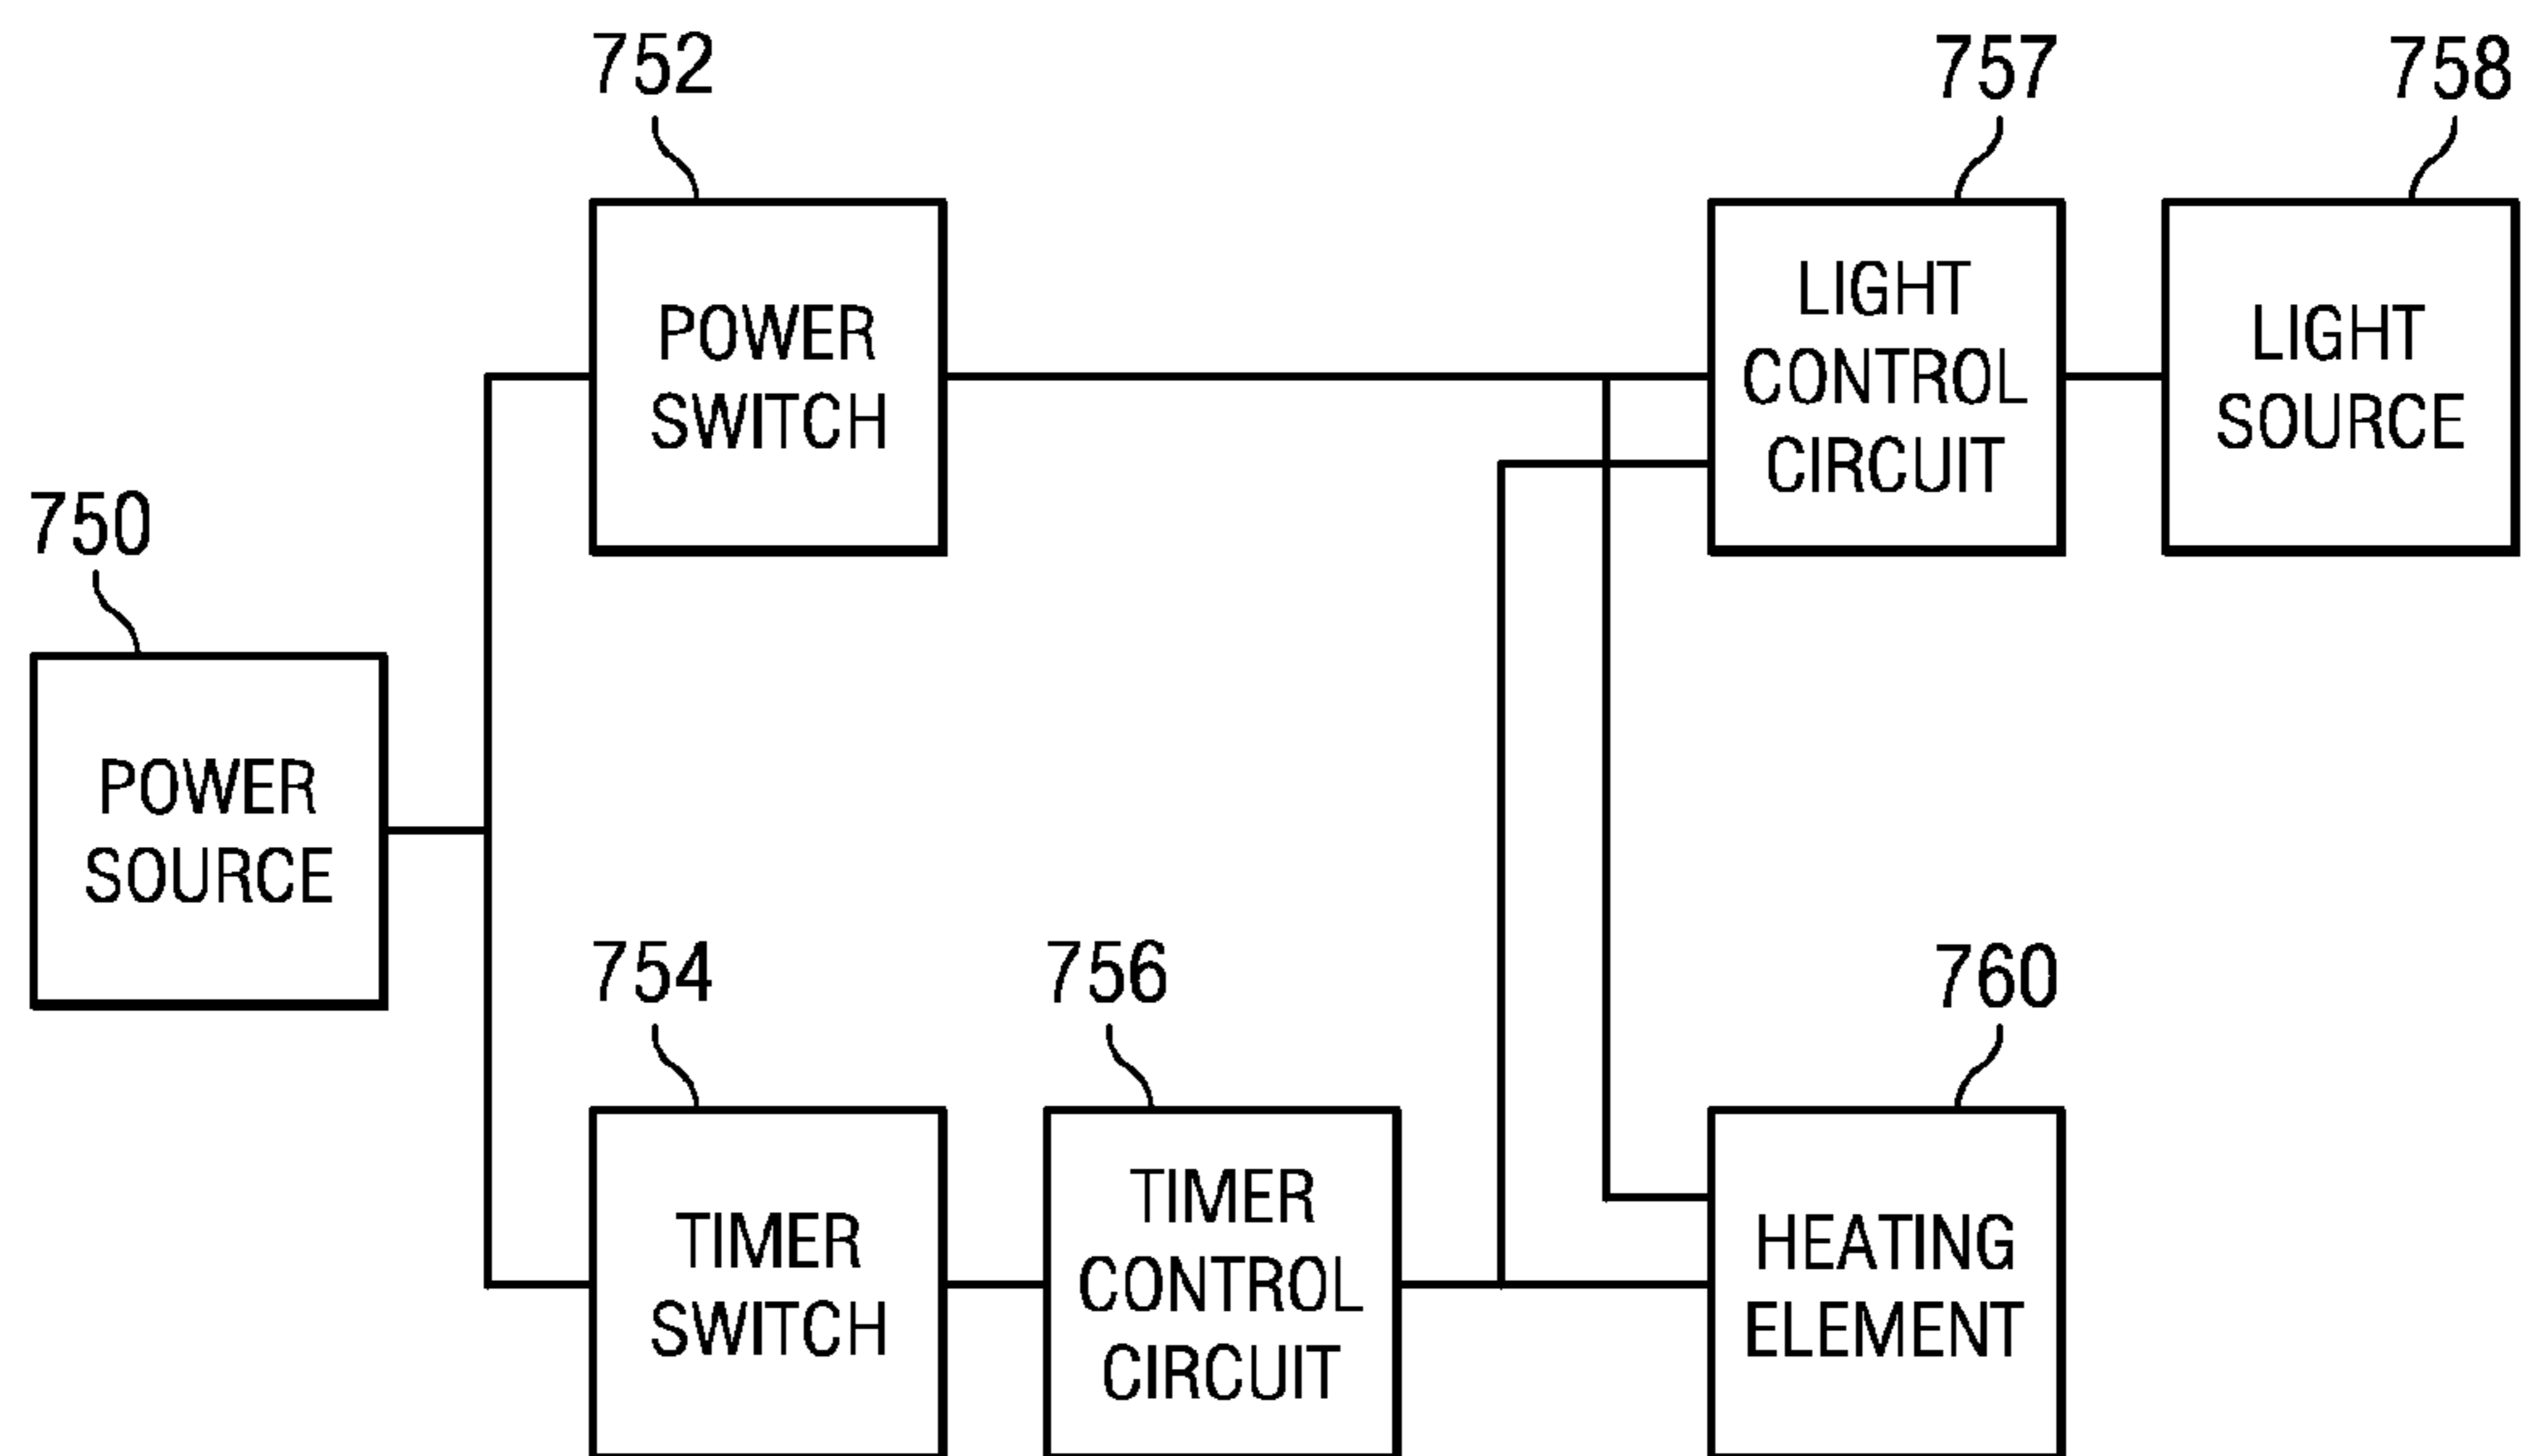 752
757
758
POWER
SWITCH
LIGHT
CONTROL
CIRCUIT
LIGHT
SOURCE
750
POWER
SOURCE
754
756
760
TIMER
SWITCH
TIMER
CONTROL
CIRCUIT
HEATING
ELEMENT